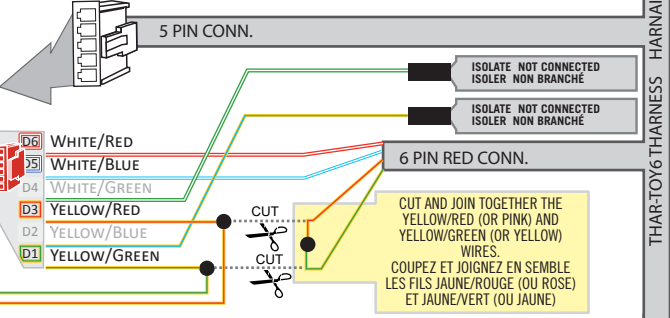 5 PIN CONN.
ISOLATE NOT CONNECTED
ISOLER NON BRANCHÉ
ISOLATE NOT CONNECTED
ISOLER NON BRANCHÉ
D6 WHITE/RED
D5 WHITE/BLUE
D4 WHITE/GREEN
D3 YELLOW/RED
D2 YELLOW/BLUE
D1 YELLOW/GREEN
6 PIN RED CONN.
CUT
CUT
CUT AND JOIN TOGETHER THE
YELLOW/RED (OR PINK) AND
YELLOW/GREEN (OR YELLOW)
WIRES.
COUPEZ ET JOIGNEZ EN SEMBLE
LES FILS JAUNE/ROUGE (OU ROSE)
ET JAUNE/VERT (OU JAUNE)
THAR-TOY6 THARNESS HARNAI